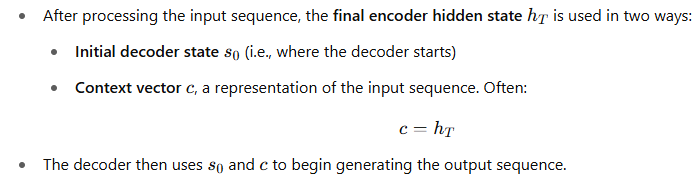 • After processing the input sequence, the final encoder hidden state h_T is used in two ways:
• Initial decoder state s_0 (i.e., where the decoder starts)
• Context vector c, a representation of the input sequence. Often:
c = h_T
• The decoder then uses s_0 and c to begin generating the output sequence.